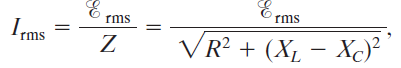 I_rms = ℰ_rms / Z = ℰ_rms / √(R² + (X_L − X_C)²) ,